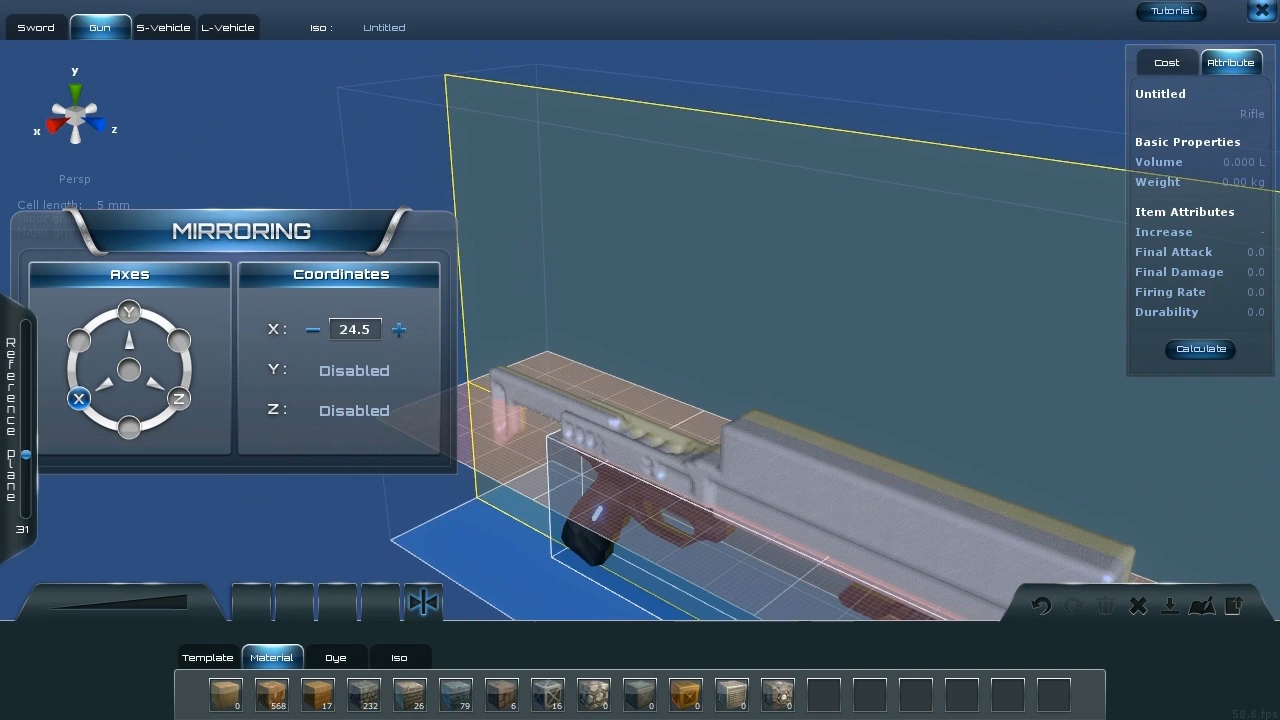 Sword Gun S-Vehicle L-Vehicle Iso : Untitled Tutorial
Cost Attribute
Untitled
Rifle
Basic Properties
Volume 0.000 L
Weight 0.00 kg
Item Attributes
Increase -
Final Attack 0.0
Final Damage 0.0
Firing Rate 0.0
Durability 0.0
Calculate
y
x
z
Persp
Cell length: 5 mm
MIRRORING
Axes
Y
X
Z
Coordinates
X : 24.5
Y : Disabled
Z : Disabled
Reference Plane
31
Template Material Dye Iso
0 568 17 232 26 79 6 16 0 0 0 0 0
58.8 fps